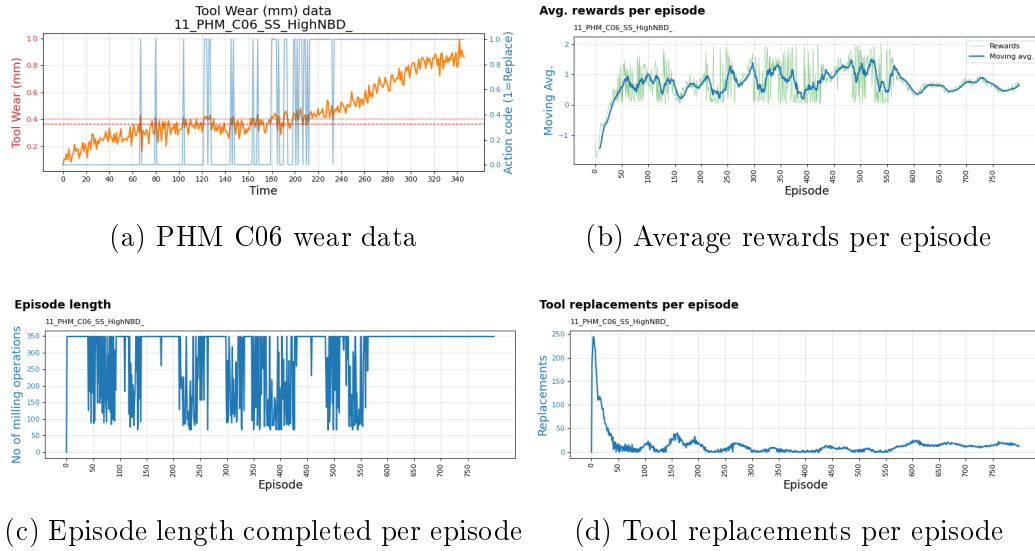 Tool Wear (mm) data
11_PHM_C06_SS_HighNBD_
Tool Wear (mm)
1.0
0.8
0.6
0.4
0.2
1.0
0.8
0.6
0.4
0.2
0.0
Action code (1=Replace)
0 20 40 60 80 100 120 140 160 180 200 220 240 260 280 300 320 340
Time
(a) PHM C06 wear data
Avg. rewards per episode
11_PHM_C06_SS_HighNBD_
Rewards
Moving avg.
Moving Avg.
2
1
0
−1
0 50 100 150 200 250 300 350 400 450 500 550 600 650 700 750
Episode
(b) Average rewards per episode
Episode length
11_PHM_C06_SS_HighNBD_
No of milling operations
350
300
250
200
150
100
50
0
0 50 100 150 200 250 300 350 400 450 500 550 600 650 700 750
Episode
(c) Episode length completed per episode
Tool replacements per episode
11_PHM_C06_SS_HighNBD_
Replacements
250
200
150
100
50
0
0 50 100 150 200 250 300 350 400 450 500 550 600 650 700 750
Episode
(d) Tool replacements per episode